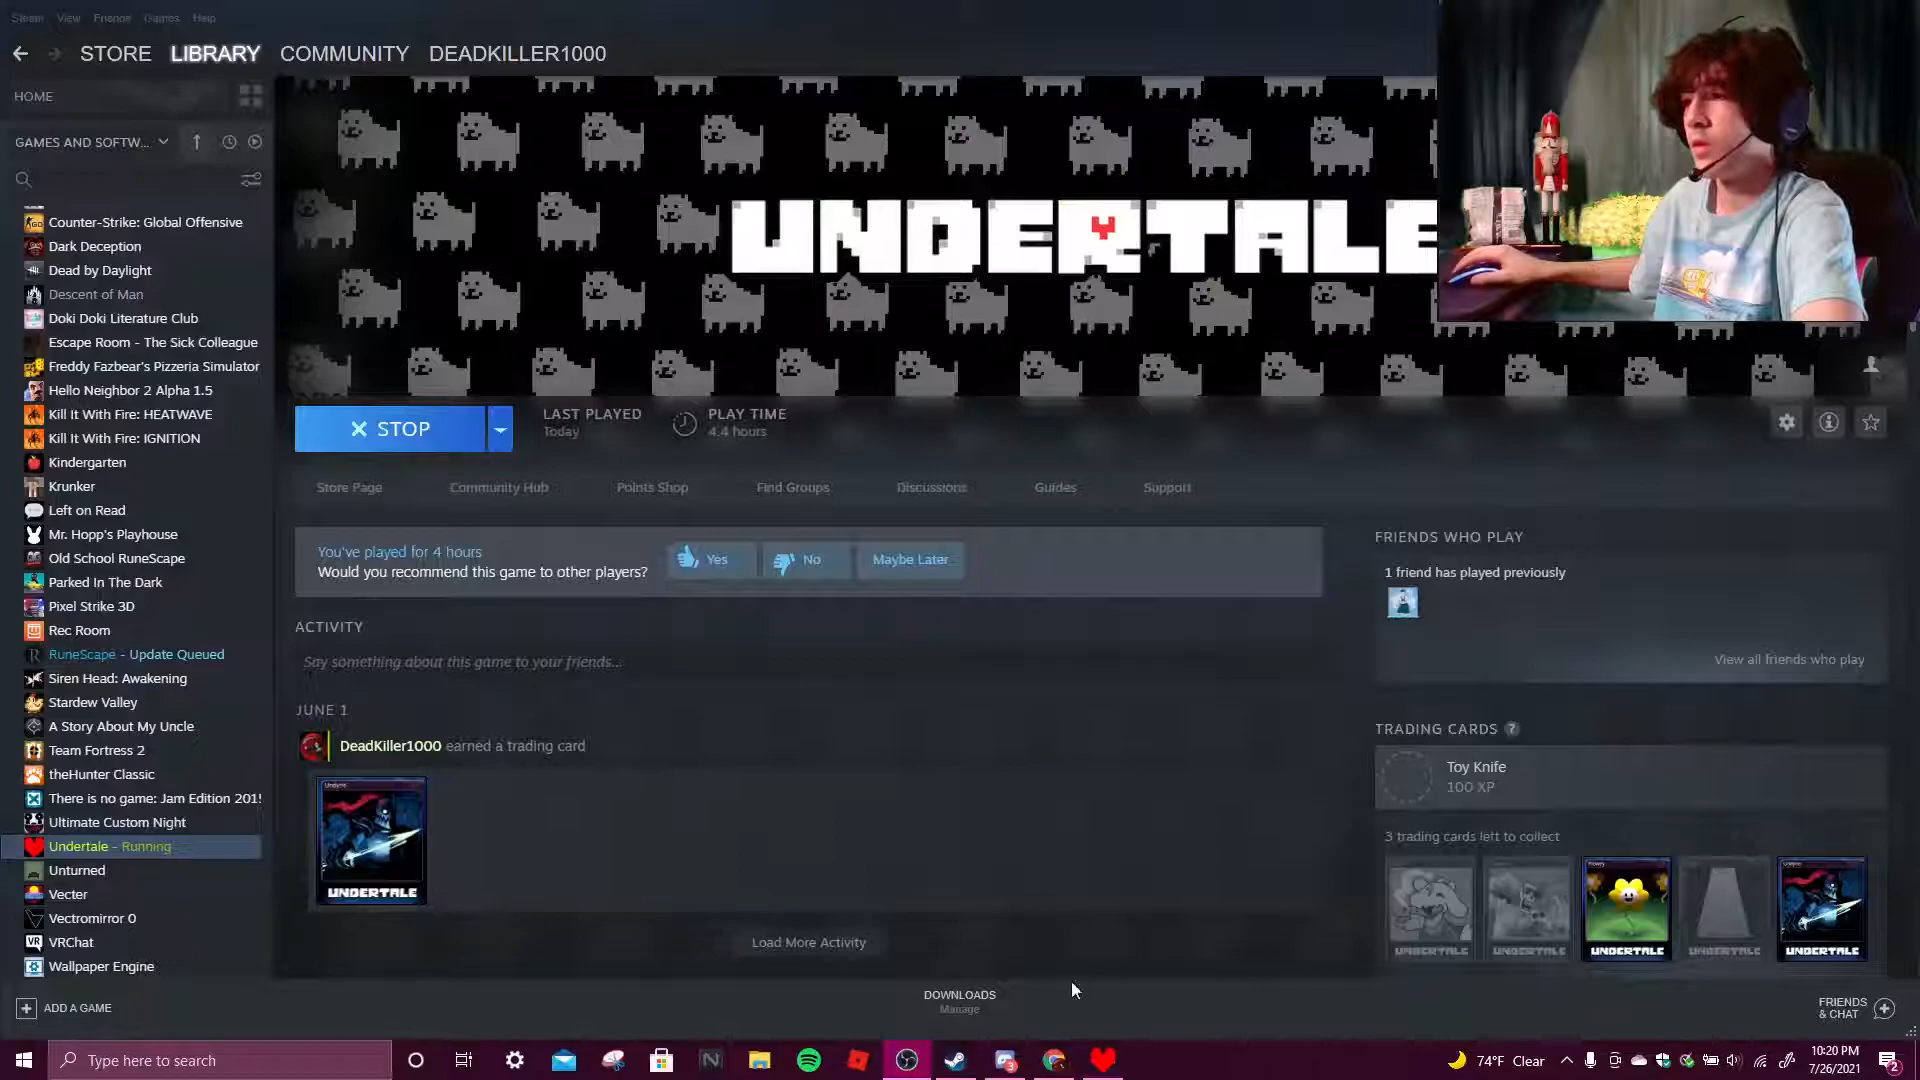 Steam View Friends Games Help
STORE LIBRARY COMMUNITY DEADKILLER1000
HOME
GAMES AND SOFTW...
Counter-Strike: Global Offensive
Dark Deception
Dead by Daylight
Descent of Man
Doki Doki Literature Club
Escape Room - The Sick Colleague
Freddy Fazbear's Pizzeria Simulator
Hello Neighbor 2 Alpha 1.5
Kill It With Fire: HEATWAVE
Kill It With Fire: IGNITION
Kindergarten
Krunker
Left on Read
Mr. Hopp's Playhouse
Old School RuneScape
Parked In The Dark
Pixel Strike 3D
Rec Room
RuneScape - Update Queued
Siren Head: Awakening
Stardew Valley
A Story About My Uncle
Team Fortress 2
theHunter Classic
There is no game: Jam Edition 201
Ultimate Custom Night
Undertale - Running
Unturned
Vecter
Vectromirror 0
VRChat
Wallpaper Engine
ADD A GAME
UNDERTALE
STOP
LAST PLAYED
Today
PLAY TIME
4.4 hours
Store Page Community Hub Points Shop Find Groups Discussions Guides Support
You've played for 4 hours
Would you recommend this game to other players?
Yes No Maybe Later
ACTIVITY
Say something about this game to your friends...
JUNE 1
DeadKiller1000 earned a trading card
Undyne
UNDERTALE
Load More Activity
FRIENDS WHO PLAY
1 friend has played previously
View all friends who play
TRADING CARDS ?
Toy Knife
100 XP
3 trading cards left to collect
UNDERTALE UNDERTALE UNDERTALE UNDERTALE UNDERTALE
DOWNLOADS
Manage
FRIENDS
& CHAT
Type here to search
3
74°F Clear
10:20 PM
7/26/2021
2